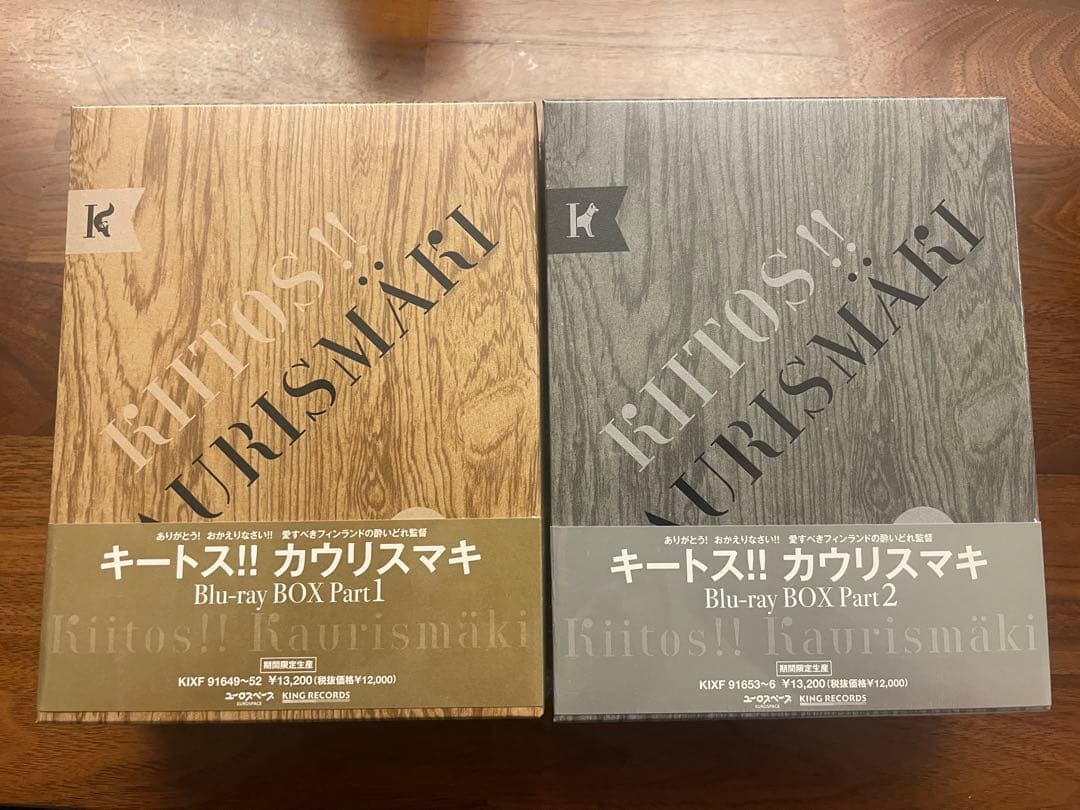 K
KIITOS!!
AURISMÄKI
ありがとう! おかえりなさい!! 愛すべきフィンランドの酔いどれ監督
キートス!! カウリスマキ
Blu-ray BOX Part1
Kiitos!! Kaurismäki
期間限定生産
KIXF 91649〜52 ¥13,200(税抜価格¥12,000)
ユーロスペース
EUROSPACE
KING RECORDS
K
KIITOS!!
AURISMÄKI
ありがとう! おかえりなさい!! 愛すべきフィンランドの酔いどれ監督
キートス!! カウリスマキ
Blu-ray BOX Part2
Kiitos!! Kaurismäki
期間限定生産
KIXF 91653〜6 ¥13,200(税抜価格¥12,000)
ユーロスペース
EUROSPACE
KING RECORDS